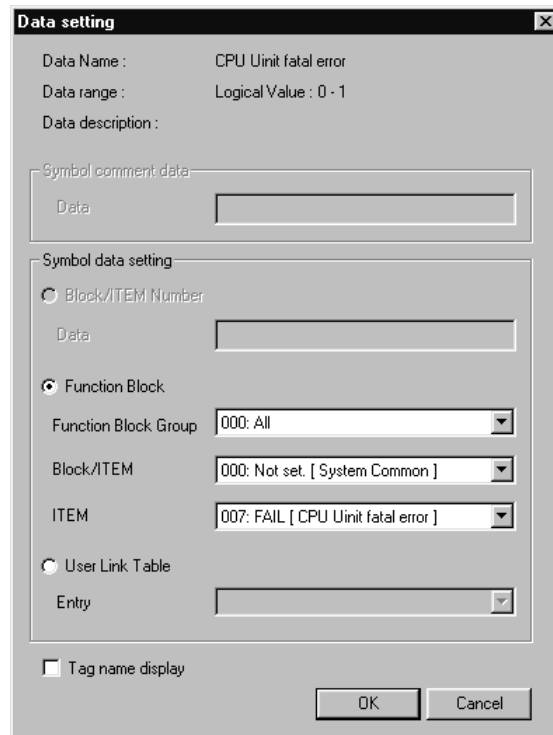 Data setting
Data Name : CPU Uinit fatal error
Data range : Logical Value : 0 - 1
Data description :
Symbol comment data
Data
Symbol data setting
Block/ITEM Number
Data
Function Block
Function Block Group 000: All
Block/ITEM 000: Not set. [ System Common ]
ITEM 007: FAIL [ CPU Uinit fatal error ]
User Link Table
Entry
Tag name display
OK Cancel